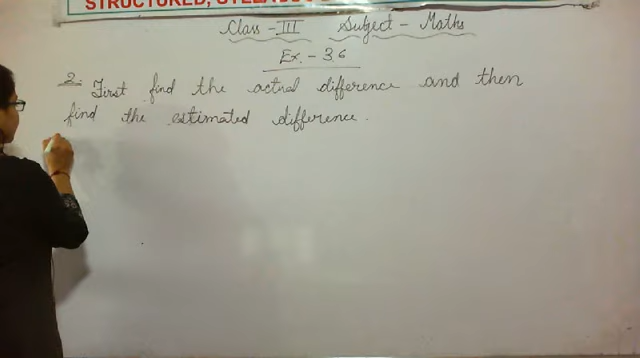 STRUCTURED, SYLLABUS
Class - III Subject - Maths
Ex. - 3.6
2. First find the actual difference and then
find the estimated difference.